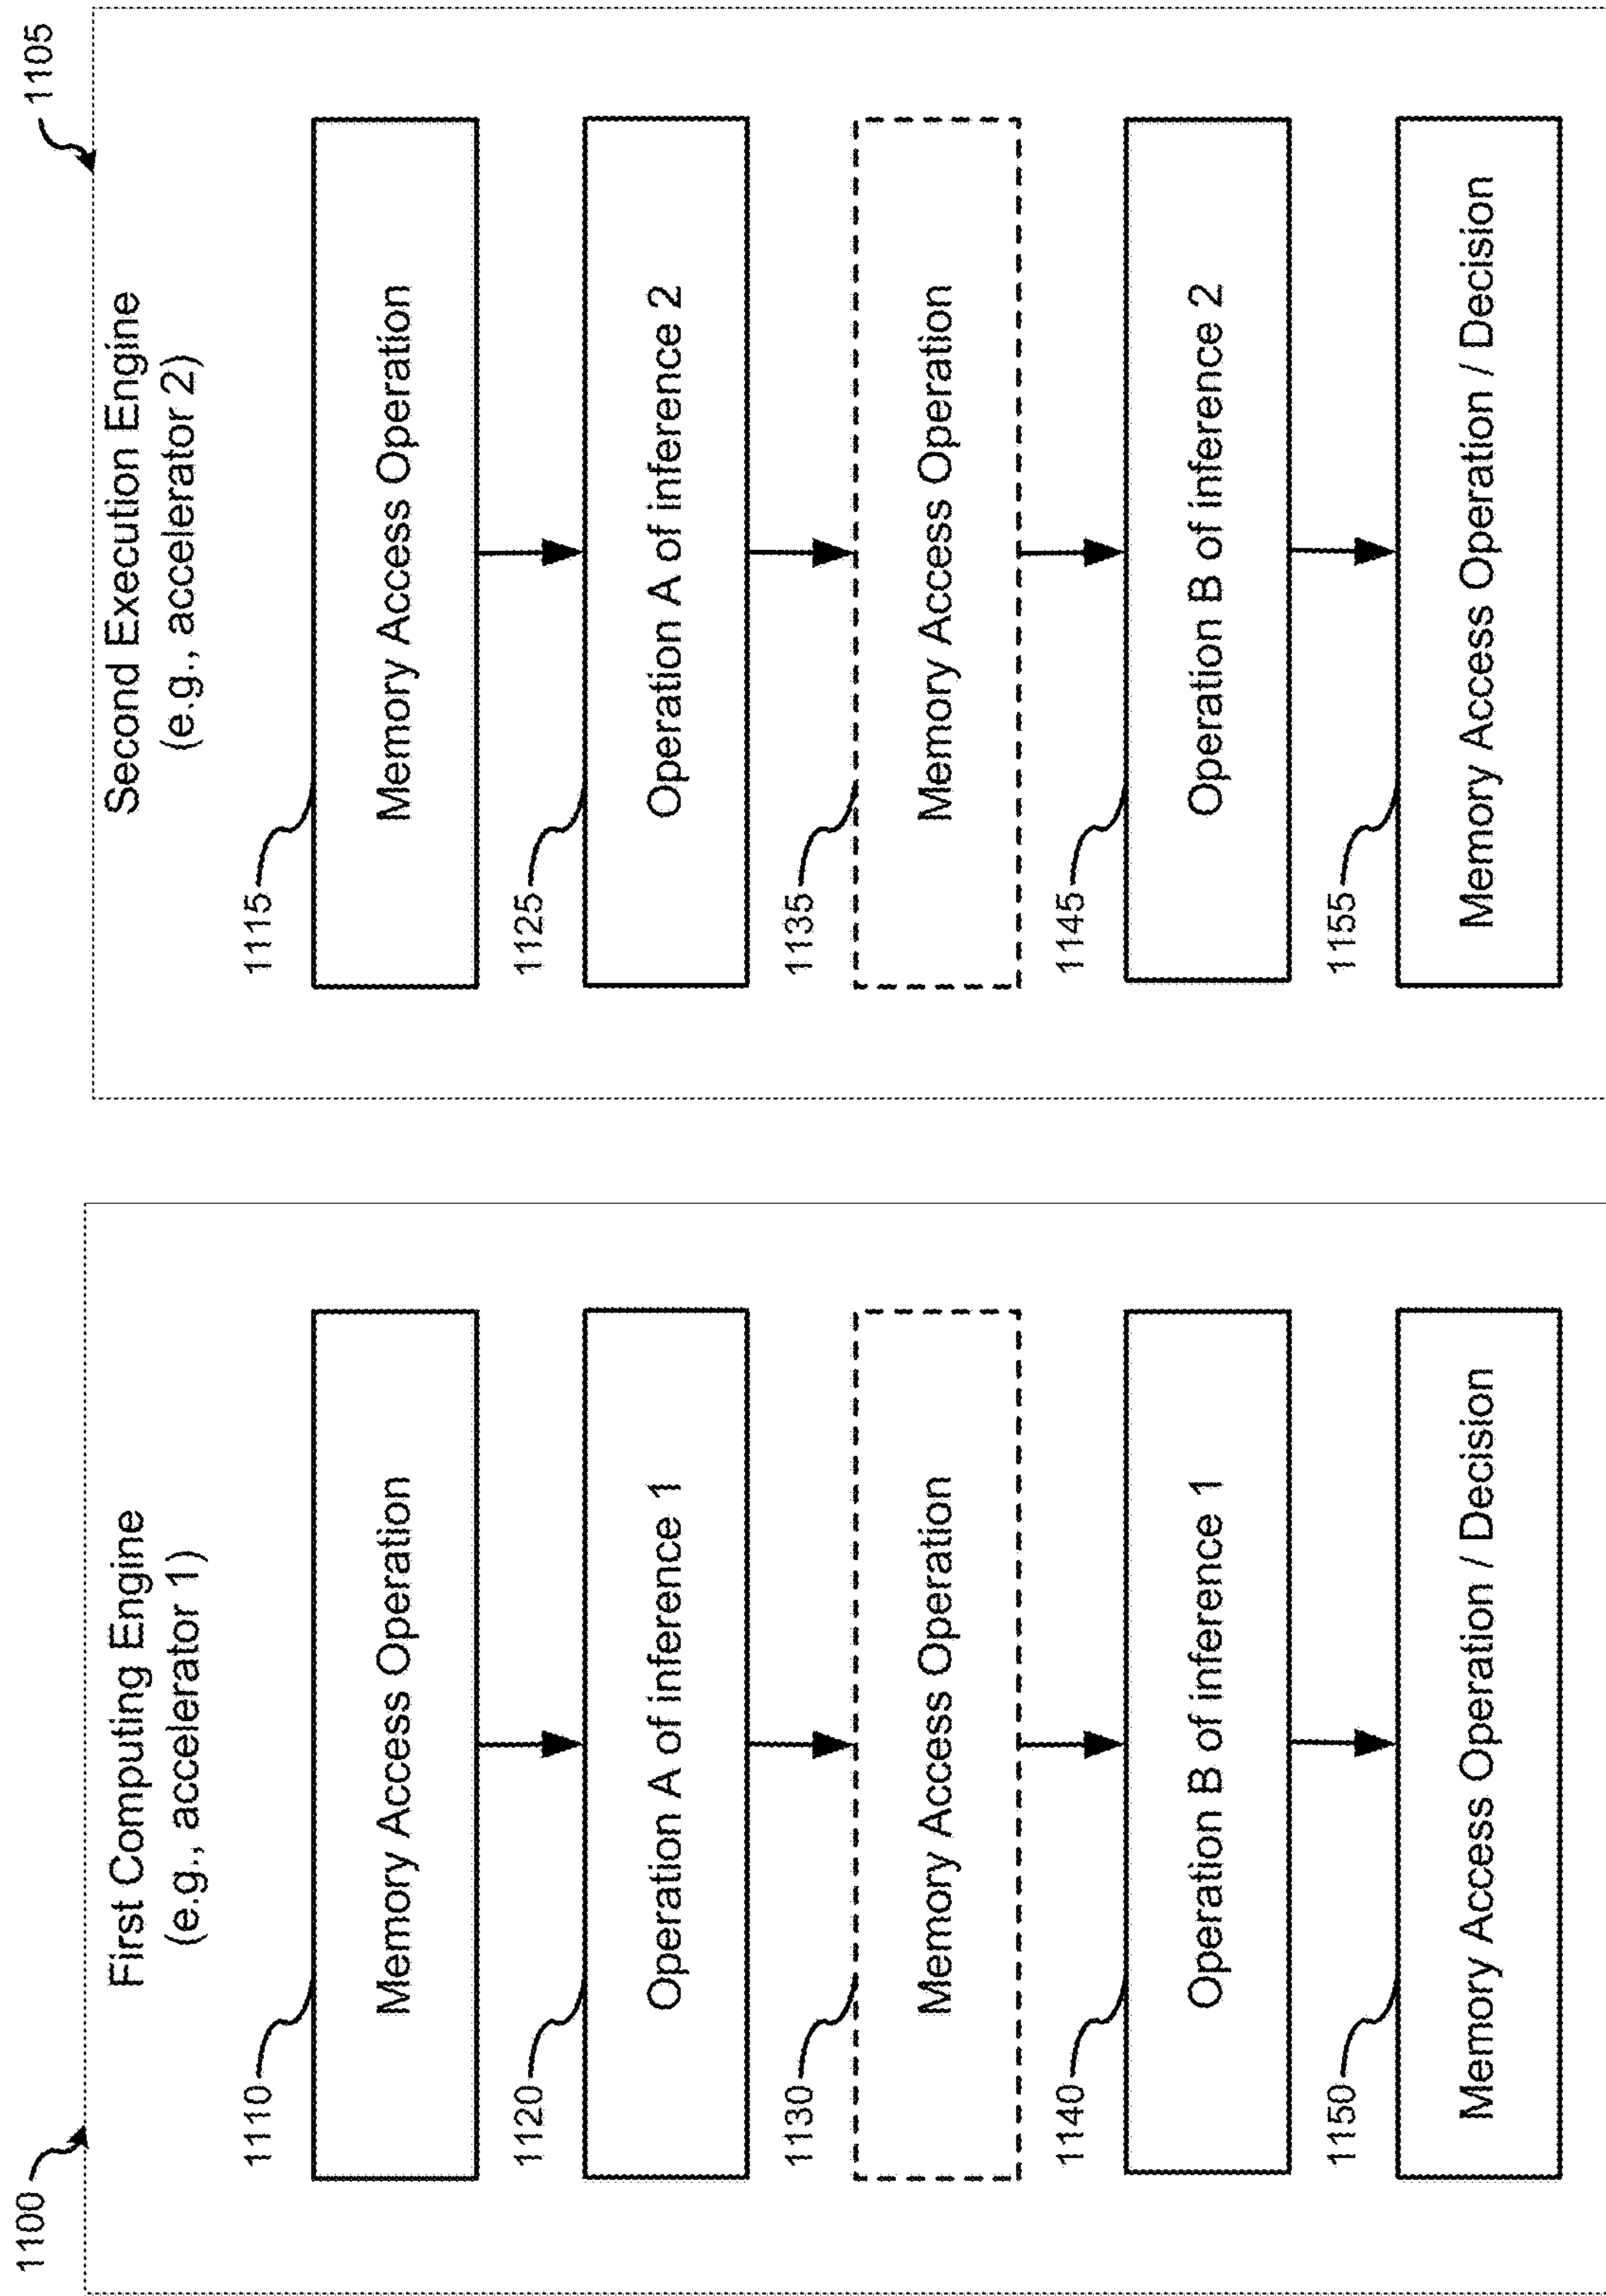 1100
First Computing Engine
(e.g., accelerator 1)
1110
Memory Access Operation
1120
Operation A of inference 1
1130
Memory Access Operation
1140
Operation B of inference 1
1150
Memory Access Operation / Decision
1105
Second Execution Engine
(e.g., accelerator 2)
1115
Memory Access Operation
1125
Operation A of inference 2
1135
Memory Access Operation
1145
Operation B of inference 2
1155
Memory Access Operation / Decision